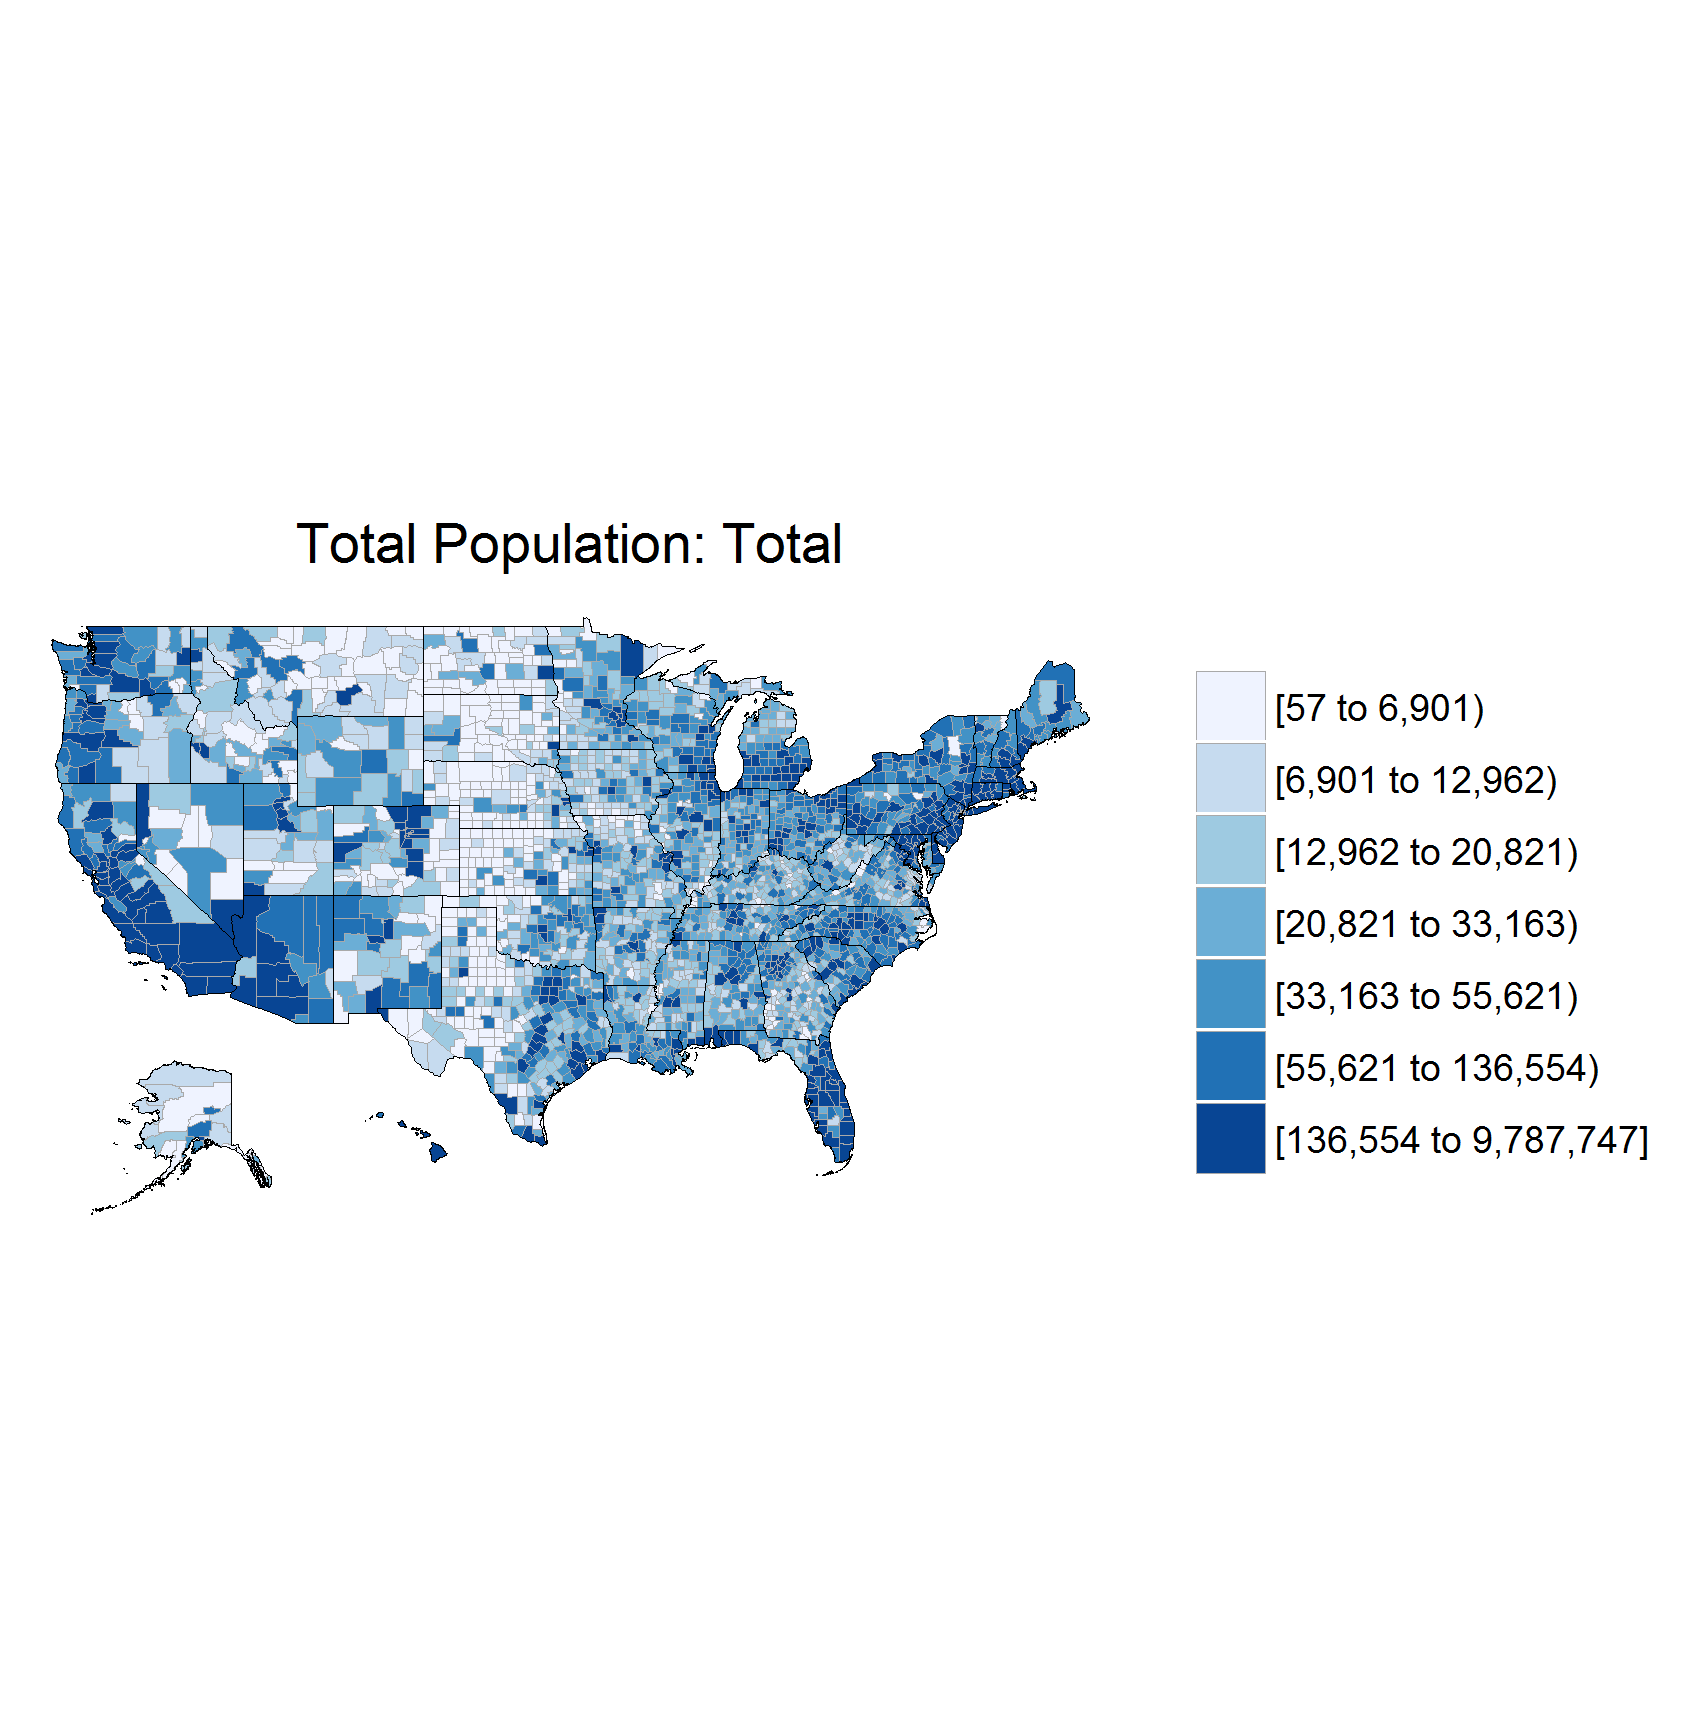 Total Population: Total
[57 to 6,901)
[6,901 to 12,962)
[12,962 to 20,821)
[20,821 to 33,163)
[33,163 to 55,621)
[55,621 to 136,554)
[136,554 to 9,787,747]